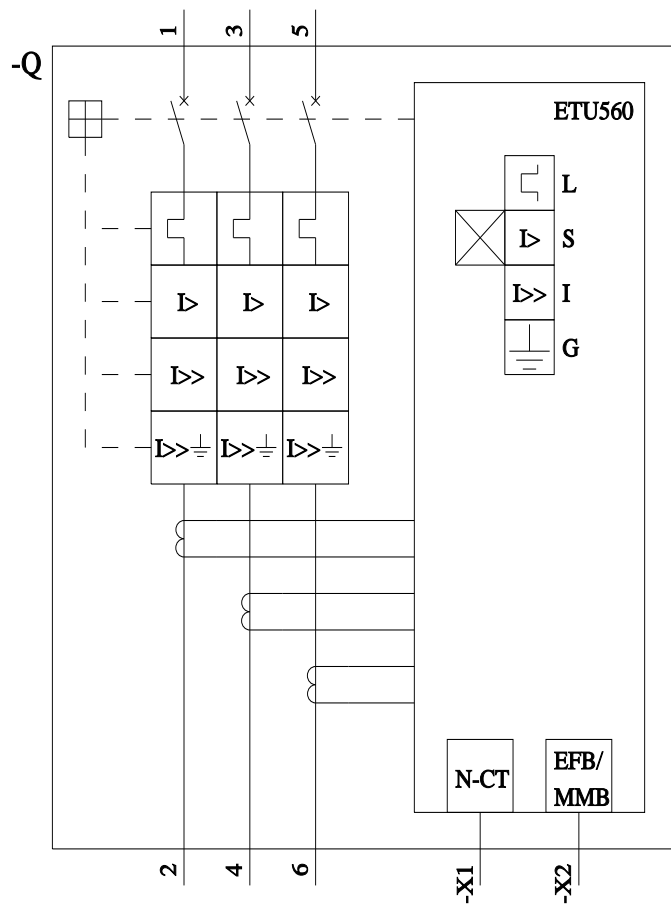 1 3 5
-Q
ETU560
L
I> S
I> I> I> I>> I
G
I>> I>> I>>
I>> I>> I>>
N-CT
EFB/
MMB
2 4 6 -X1 -X2